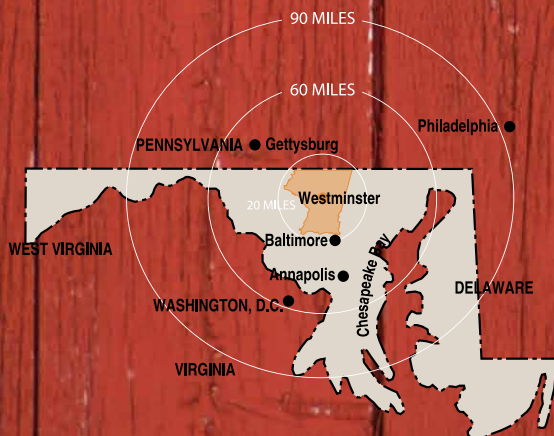 90 MILES
60 MILES
Philadelphia
PENNSYLVANIA
Gettysburg
Westminster
20 MILES
Baltimore
WEST VIRGINIA
Annapolis
Chesapeake Bay
DELAWARE
WASHINGTON, D.C.
VIRGINIA